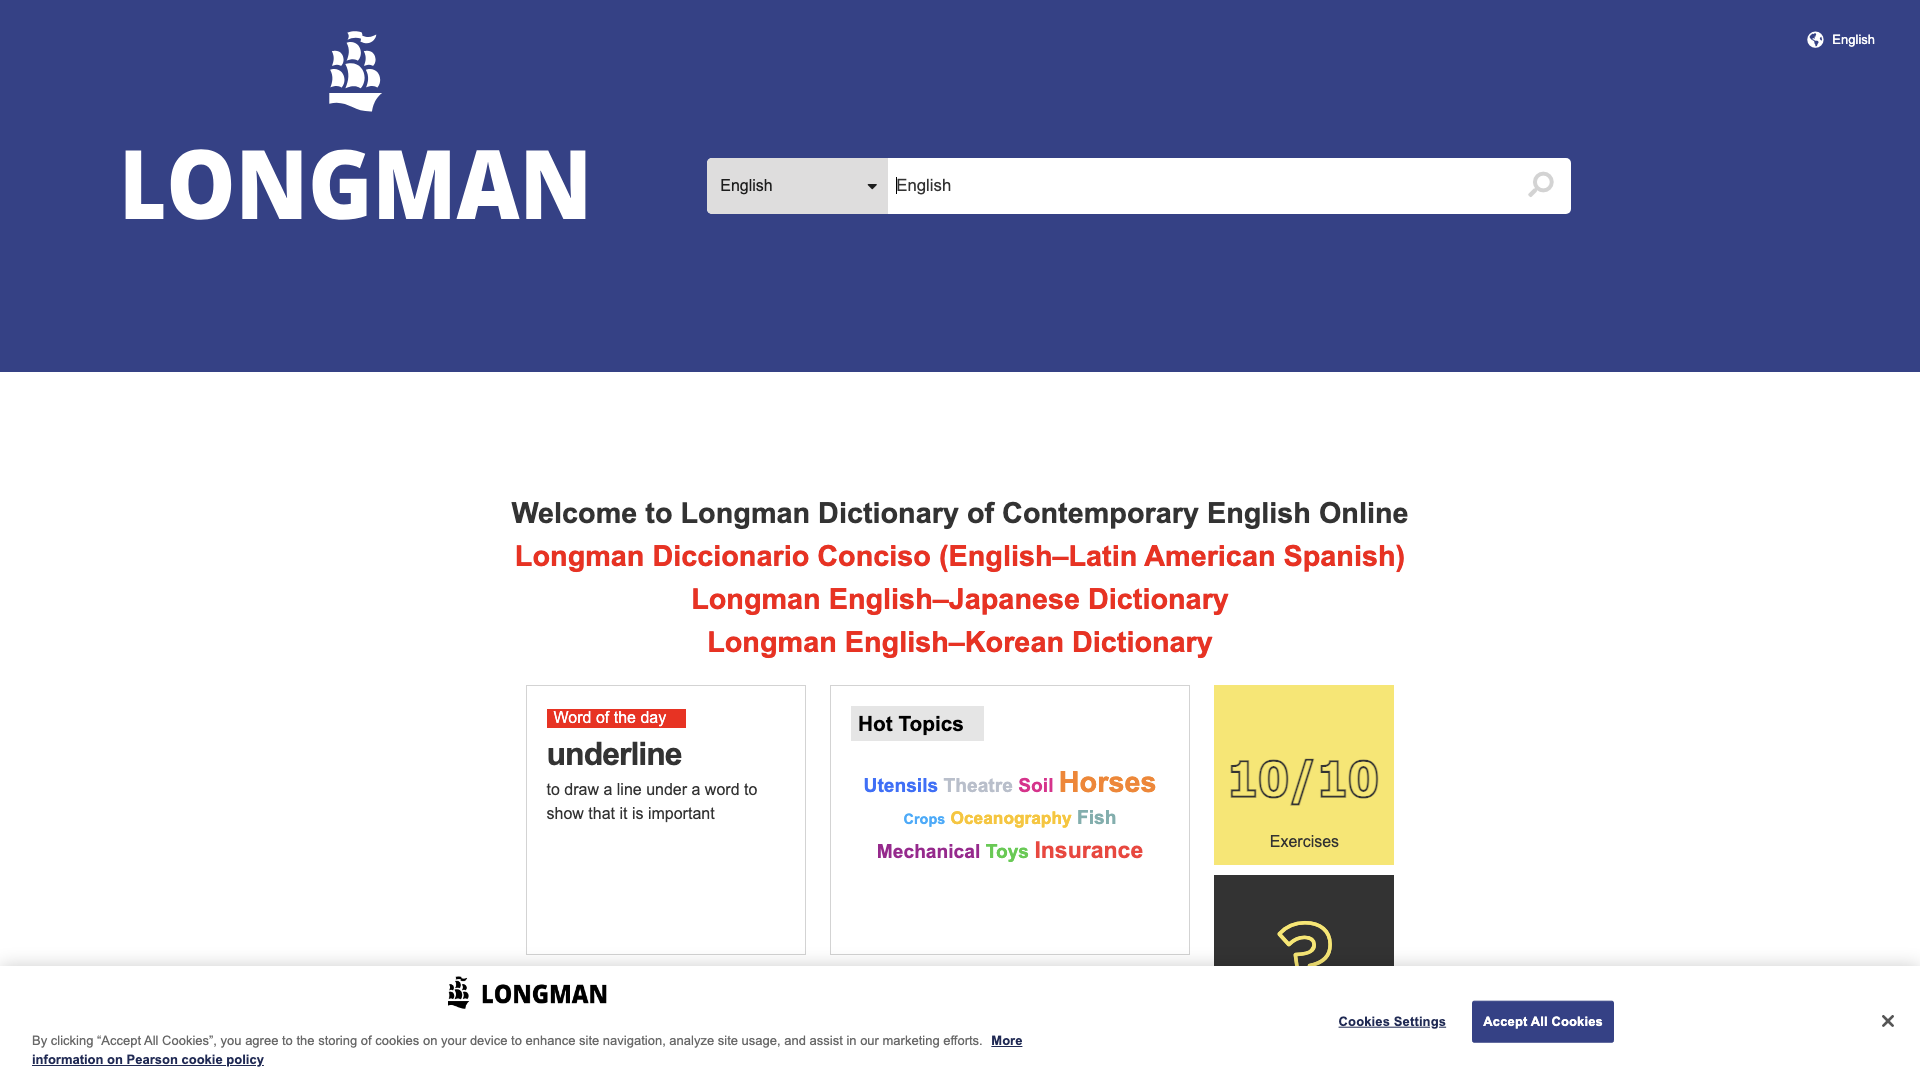 English
LONGMAN
English
English
Welcome to Longman Dictionary of Contemporary English Online
Longman Diccionario Conciso (English–Latin American Spanish)
Longman English–Japanese Dictionary
Longman English–Korean Dictionary
Word of the day
underline
to draw a line under a word to
show that it is important
Hot Topics
Utensils Theatre Soil Horses
Crops Oceanography Fish
Mechanical Toys Insurance
10/10
Exercises
?
LONGMAN
By clicking “Accept All Cookies”, you agree to the storing of cookies on your device to enhance site navigation, analyze site usage, and assist in our marketing efforts. More
information on Pearson cookie policy
Cookies Settings
Accept All Cookies